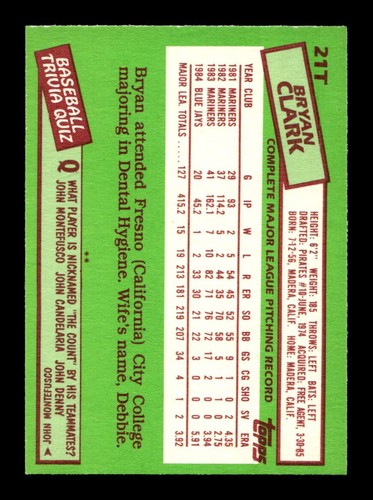 21T
BRYAN
CLARK
HEIGHT: 6'2" WEIGHT: 185 THROWS: LEFT BATS: LEFT
DRAFTED: PIRATES #10-JUNE, 1974 ACQUIRED: FREE AGENT, 3-30-85
BORN: 7-12-56, MADERA, CALIF. HOME: MADERA, CALIF.
COMPLETE MAJOR LEAGUE PITCHING RECORD
topps
YEAR CLUB G IP W L R ER SO BB GS CG SHO SV ERA
1981 MARINERS 29 93 2 5 54 45 52 55 9 1 0 2 4.35
1982 MARINERS 37 114.2 5 2 44 35 70 58 5 1 1 0 2.75
1983 MARINERS 41 162.1 7 10 82 71 76 72 17 2 0 0 3.94
1984 BLUE JAYS 20 45.2 1 2 33 30 21 22 3 0 0 0 5.91
MAJOR LEA. TOTALS 127 415.2 15 19 213 181 219 207 34 4 1 2 3.92
Bryan attended Fresno (California) City College
majoring in Dental Hygiene. Wife's name, Debbie.
**
BASEBALL
TRIVIA QUIZ
Q WHAT PLAYER IS NICKNAMED "THE COUNT" BY HIS TEAMMATES?
JOHN MONTEFUSCO JOHN CANDELARIA JOHN DENNY
A JOHN MONTEFUSCO